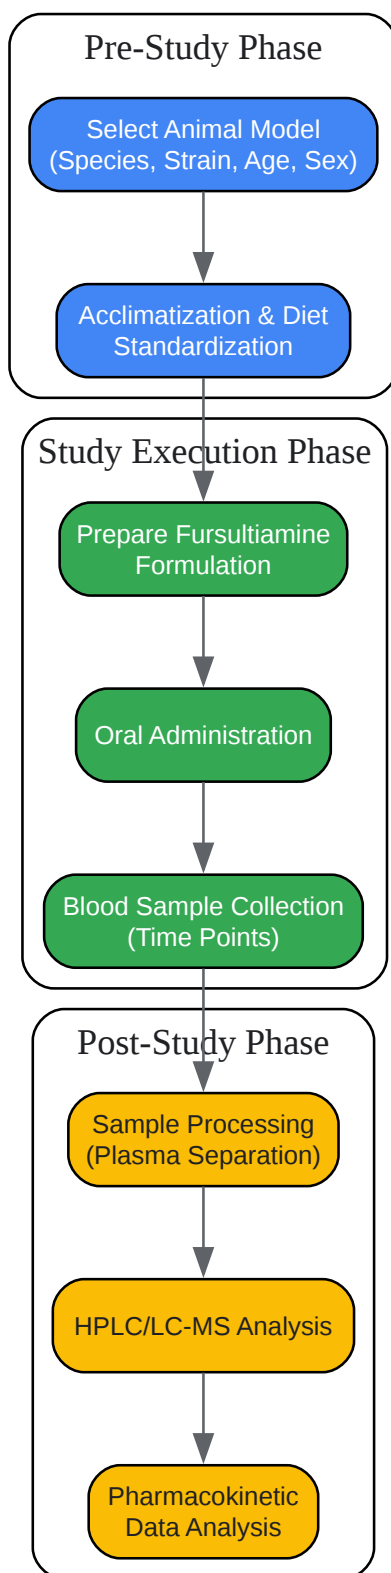 Pre-Study Phase
Select Animal Model
(Species, Strain, Age, Sex)
Acclimatization & Diet
Standardization
Study Execution Phase
Prepare Fursultiamine
Formulation
Oral Administration
Blood Sample Collection
(Time Points)
Post-Study Phase
Sample Processing
(Plasma Separation)
HPLC/LC-MS Analysis
Pharmacokinetic
Data Analysis